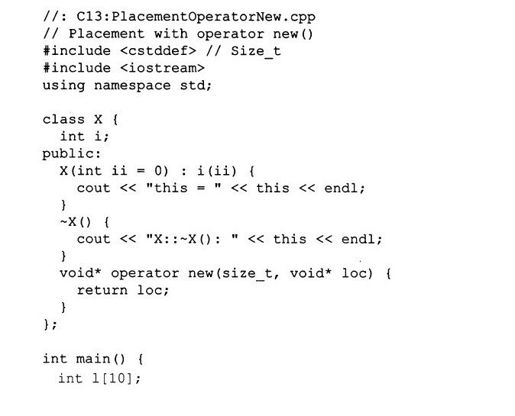 //: C13:PlacementOperatorNew.cpp
// Placement with operator new()
#include <cstddef> // Size_t
#include <iostream>
using namespace std;

class X {
  int i;
public:
  X(int ii = 0) : i(ii) {
    cout << "this = " << this << endl;
  }
  ~X() {
    cout << "X::~X(): " << this << endl;
  }
  void* operator new(size_t, void* loc) {
    return loc;
  }
};

int main() {
  int l[10];